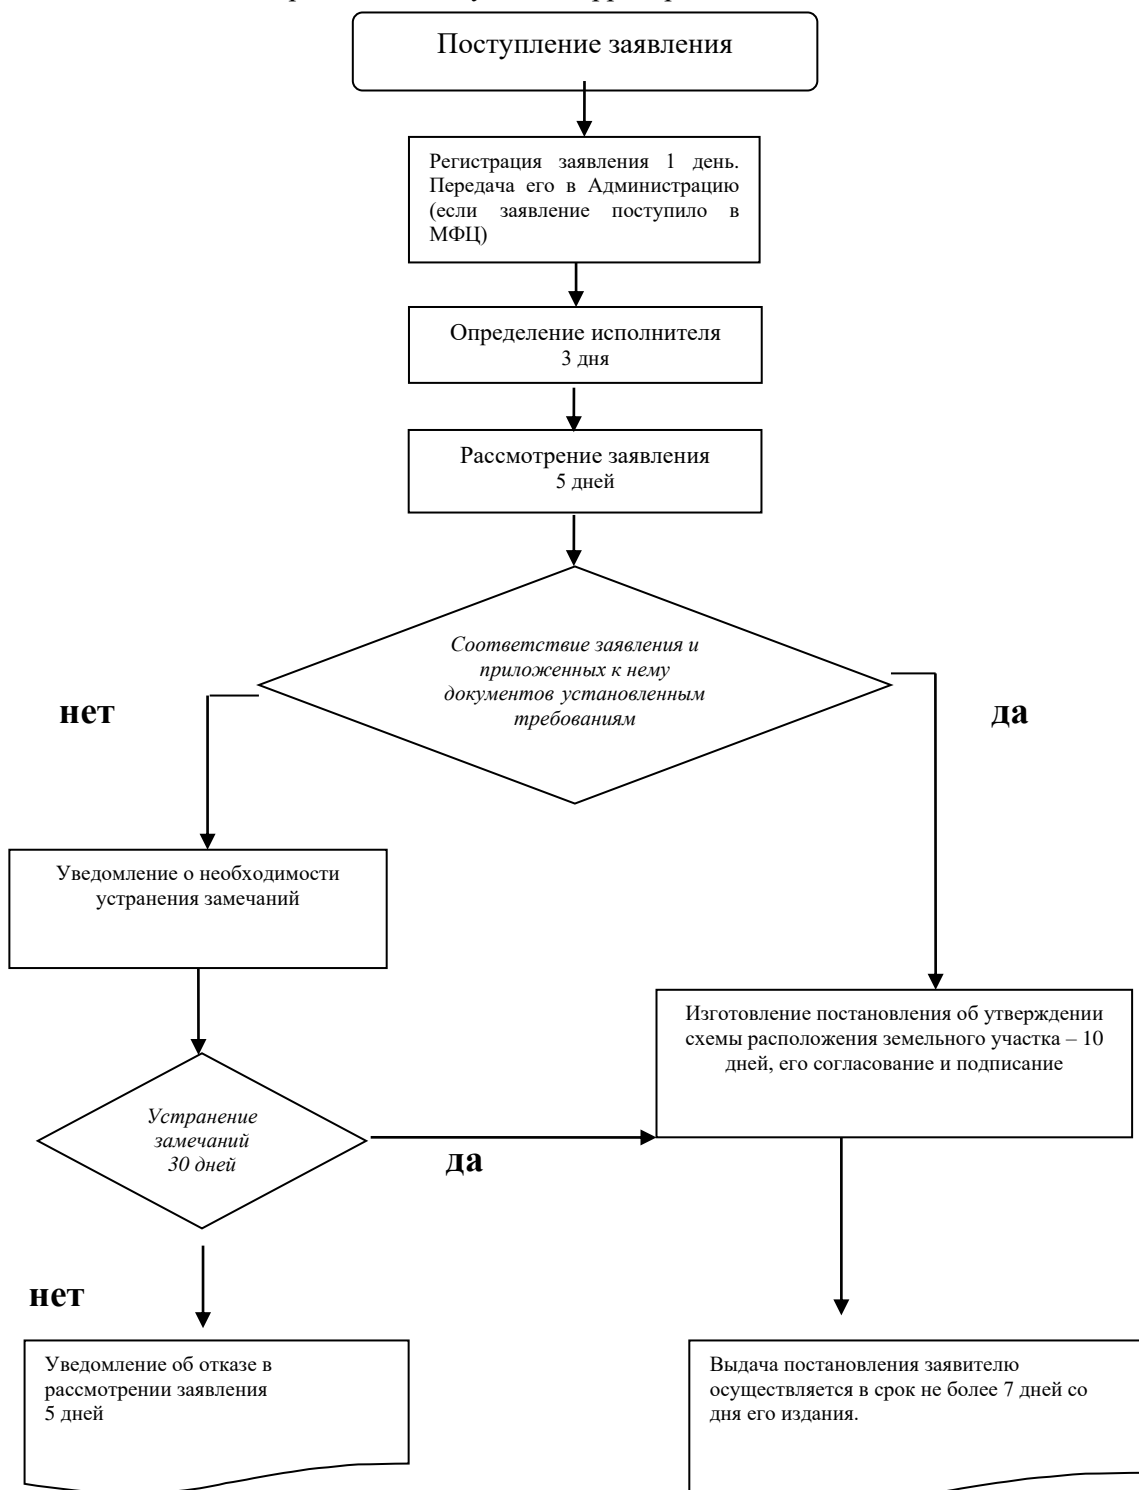 Поступление заявления
Регистрация заявления 1 день.
Передача его в Администрацию
(если заявление поступило в
МФЦ)
Определение исполнителя
3 дня
Рассмотрение заявления
5 дней
Соответствие заявления и
приложенных к нему
документов установленным
требованиям
нет
да
Уведомление о необходимости
устранения замечаний
Изготовление постановления об утверждении
схемы расположения земельного участка – 10
дней, его согласование и подписание
Устранение
замечаний
30 дней
да
нет
Уведомление об отказе в
рассмотрении заявления
5 дней
Выдача постановления заявителю
осуществляется в срок не более 7 дней со
дня его издания.